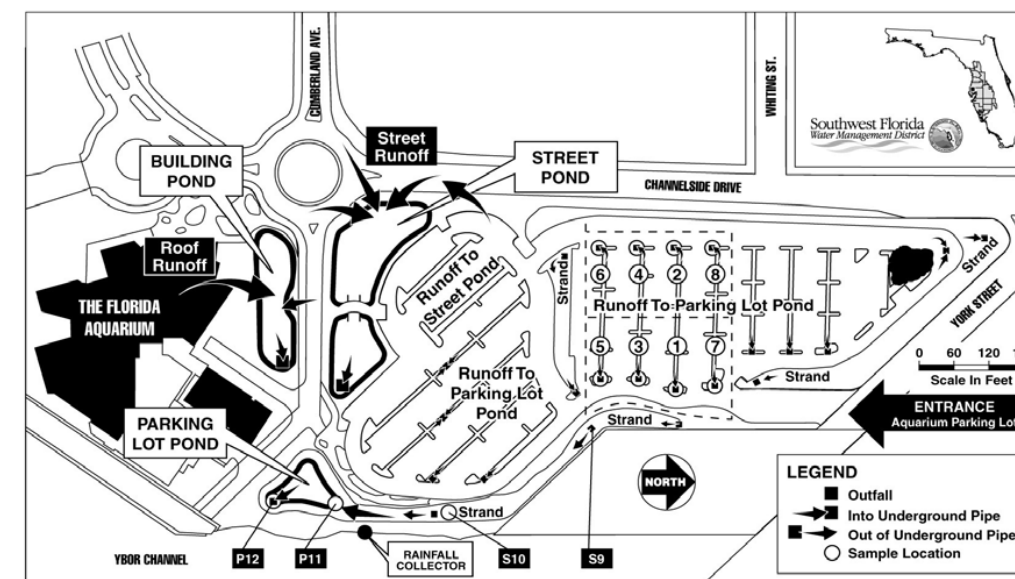 CUMBERLAND AVE.
WHITING ST.
Southwest Florida
Water Management District
Street
Runoff
BUILDING
POND
STREET
POND
CHANNELSIDE DRIVE
Roof
Runoff
THE FLORIDA
AQUARIUM
Runoff To
Street Pond
Strand
6
4
2
8
Runoff To Parking Lot Pond
5
3
1
7
Strand
YORK STREET
0 60 120
Scale In Feet
Runoff To
Parking Lot
Pond
Strand
ENTRANCE
Aquarium Parking Lot
PARKING
LOT POND
Strand
NORTH
LEGEND
Outfall
Into Underground Pipe
Out of Underground Pipe
Sample Location
Strand
YBOR CHANNEL
P12
P11
RAINFALL
COLLECTOR
S10
S9